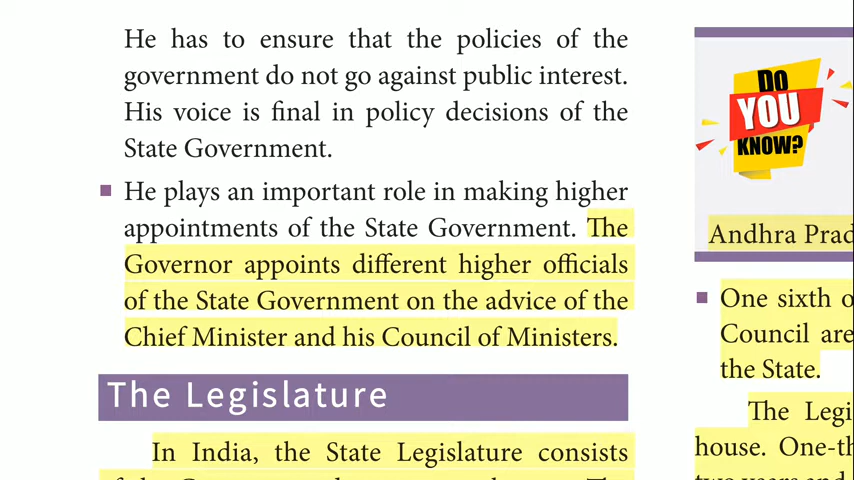 He has to ensure that the policies of the
government do not go against public interest.
His voice is final in policy decisions of the
State Government.
He plays an important role in making higher
appointments of the State Government. The
Governor appoints different higher officials
of the State Government on the advice of the
Chief Minister and his Council of Ministers.
The Legislature
In India, the State Legislature consists
DO
YOU
KNOW?
Andhra Prad
One sixth o
Council are
the State.
The Legi
house. One-th
two years and